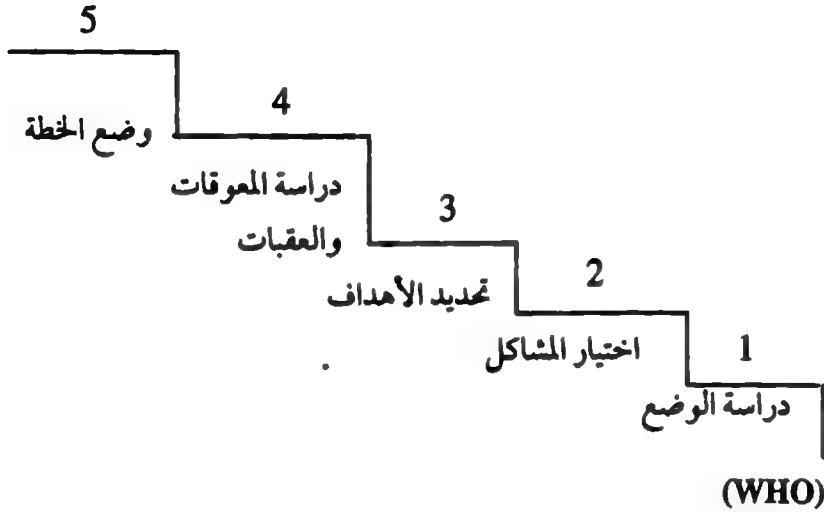 5
وضع الخطة
4
دراسة المعوقات
والعقبات
3
تحديد الأهداف
2
اختيار المشاكل
1
دراسة الوضع
(WHO)